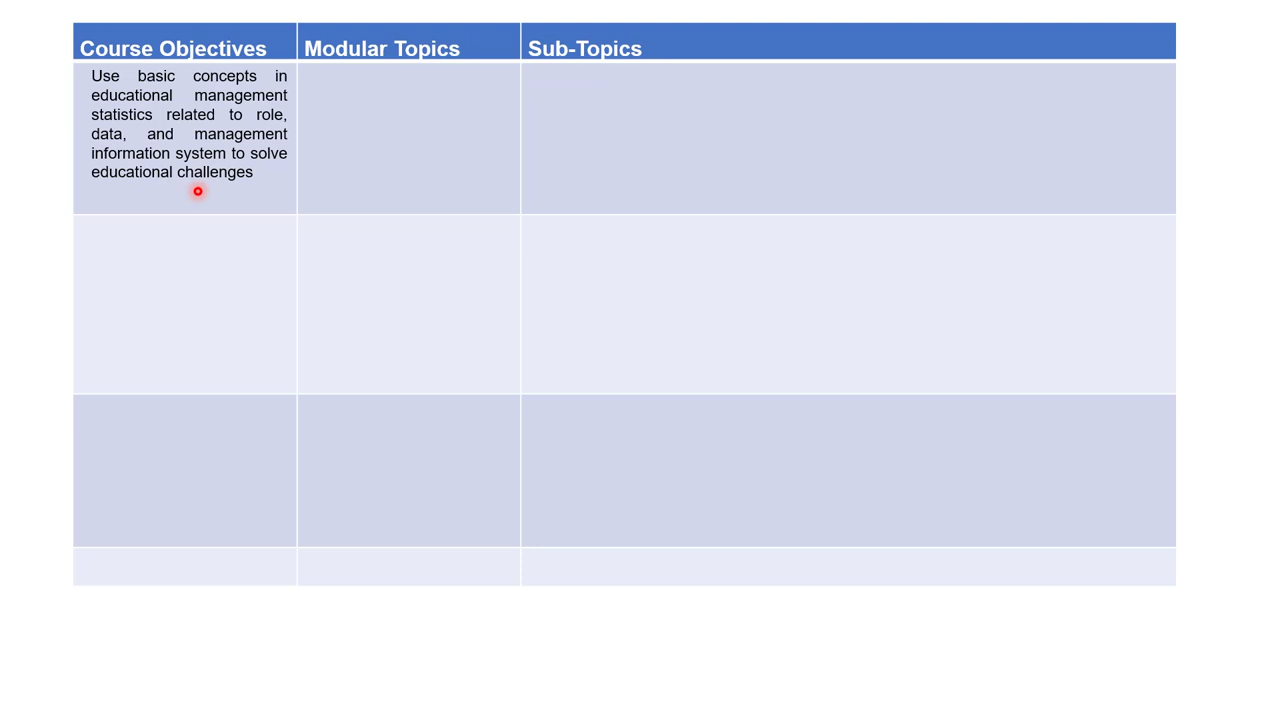 Course Objectives
Modular Topics
Sub-Topics
Use basic concepts in
educational management
statistics related to role,
data, and management
information system to solve
educational challenges